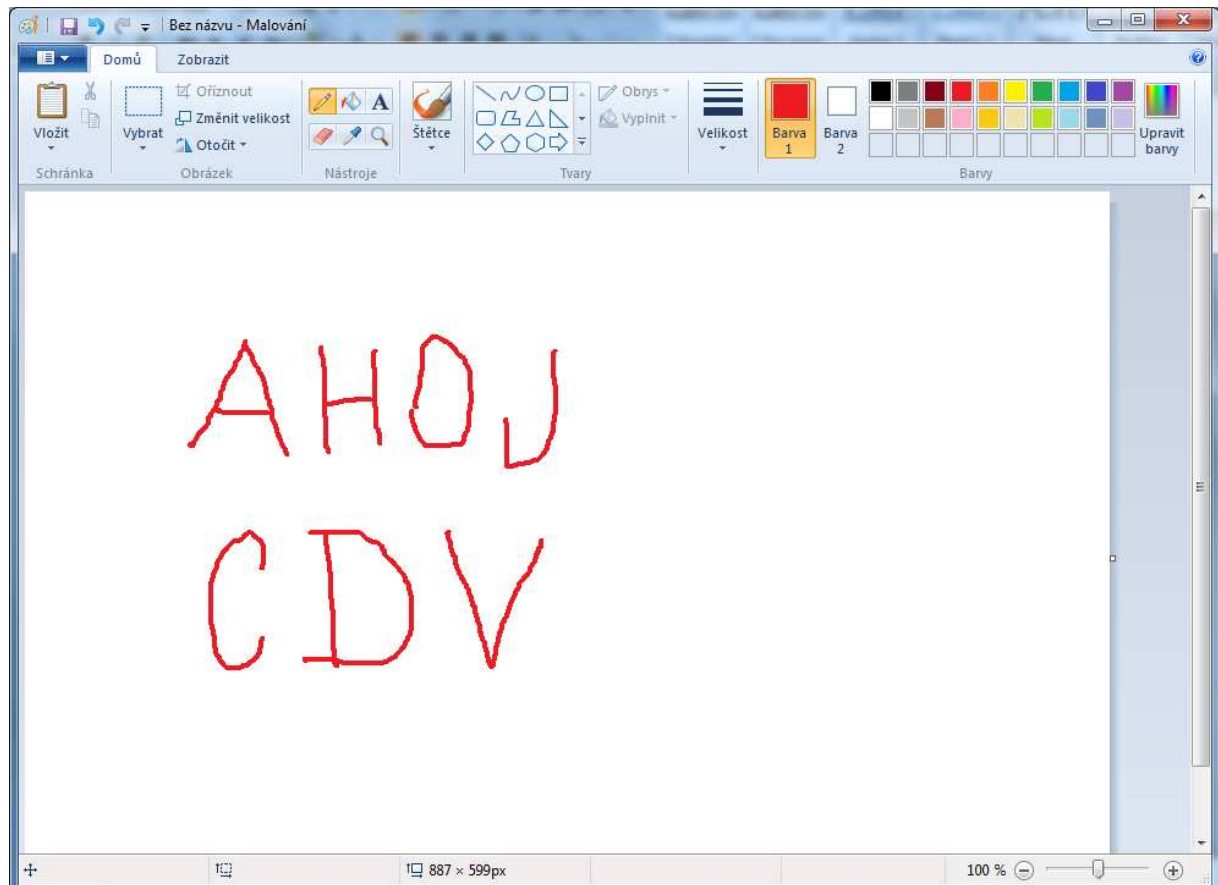 Bez názvu - Malování
Domů Zobrazit
Vložit
Schránka
Vybrat
Oříznout
Změnit velikost
Otočit
Obrázek
A
Nástroje
Štětce
Obrys
Vyplnit
Tvary
Velikost
Barva 1
Barva 2
Upravit barvy
Barvy
AHOJ
CDV
887 × 599px
100 %